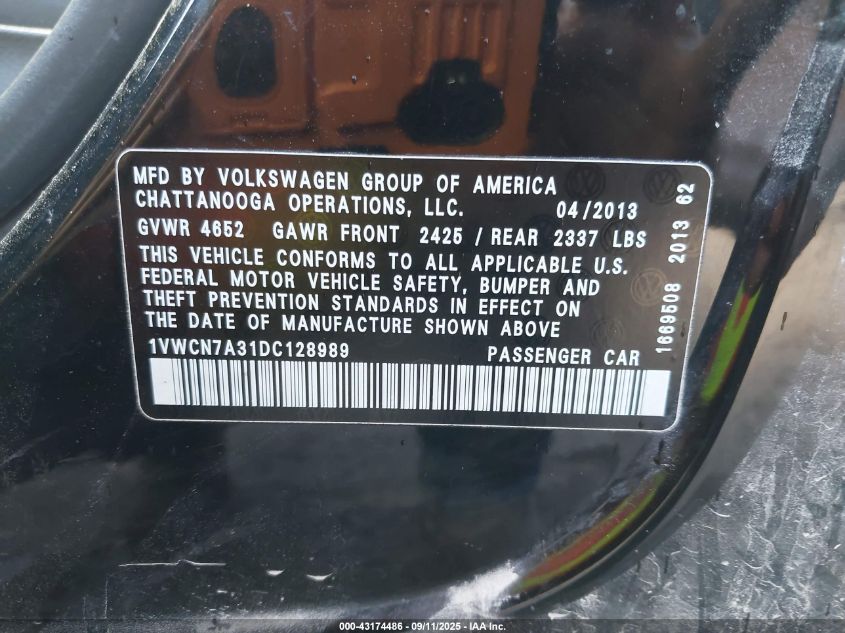 MFD BY VOLKSWAGEN GROUP OF AMERICA
CHATTANOOGA OPERATIONS, LLC. 04/2013
GVWR 4652 GAWR FRONT 2425 / REAR 2337 LBS
THIS VEHICLE CONFORMS TO ALL APPLICABLE U.S.
FEDERAL MOTOR VEHICLE SAFETY, BUMPER AND
THEFT PREVENTION STANDARDS IN EFFECT ON
THE DATE OF MANUFACTURE SHOWN ABOVE
1VWCN7A31DC128989 PASSENGER CAR
1669508 2013 62
000-43174486 - 09/11/2025 - IAA Inc.